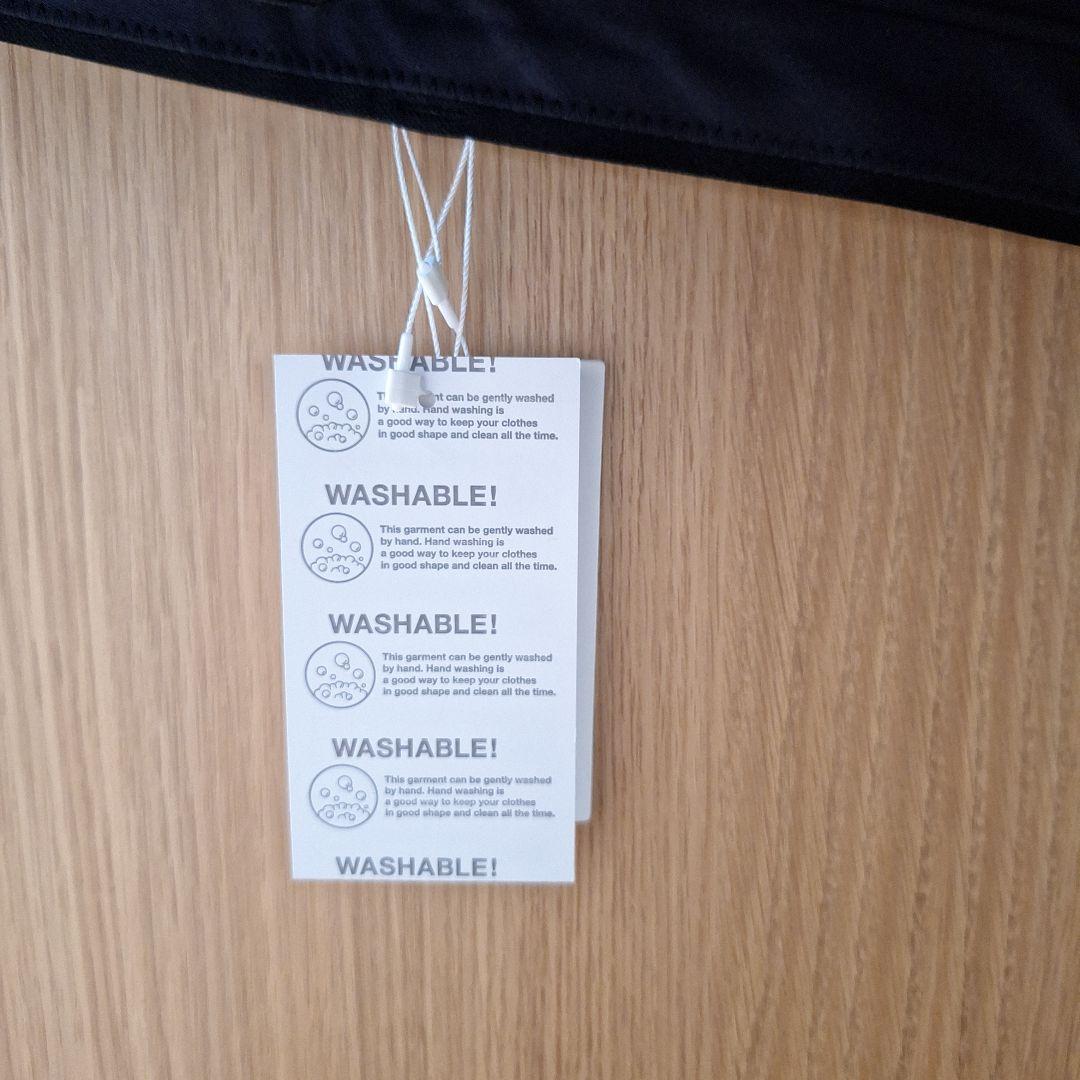 WASHABLE!
This garment can be gently washed
by hand. Hand washing is
a good way to keep your clothes
in good shape and clean all the time.
WASHABLE!
This garment can be gently washed
by hand. Hand washing is
a good way to keep your clothes
in good shape and clean all the time.
WASHABLE!
This garment can be gently washed
by hand. Hand washing is
a good way to keep your clothes
in good shape and clean all the time.
WASHABLE!
This garment can be gently washed
by hand. Hand washing is
a good way to keep your clothes
in good shape and clean all the time.
WASHABLE!